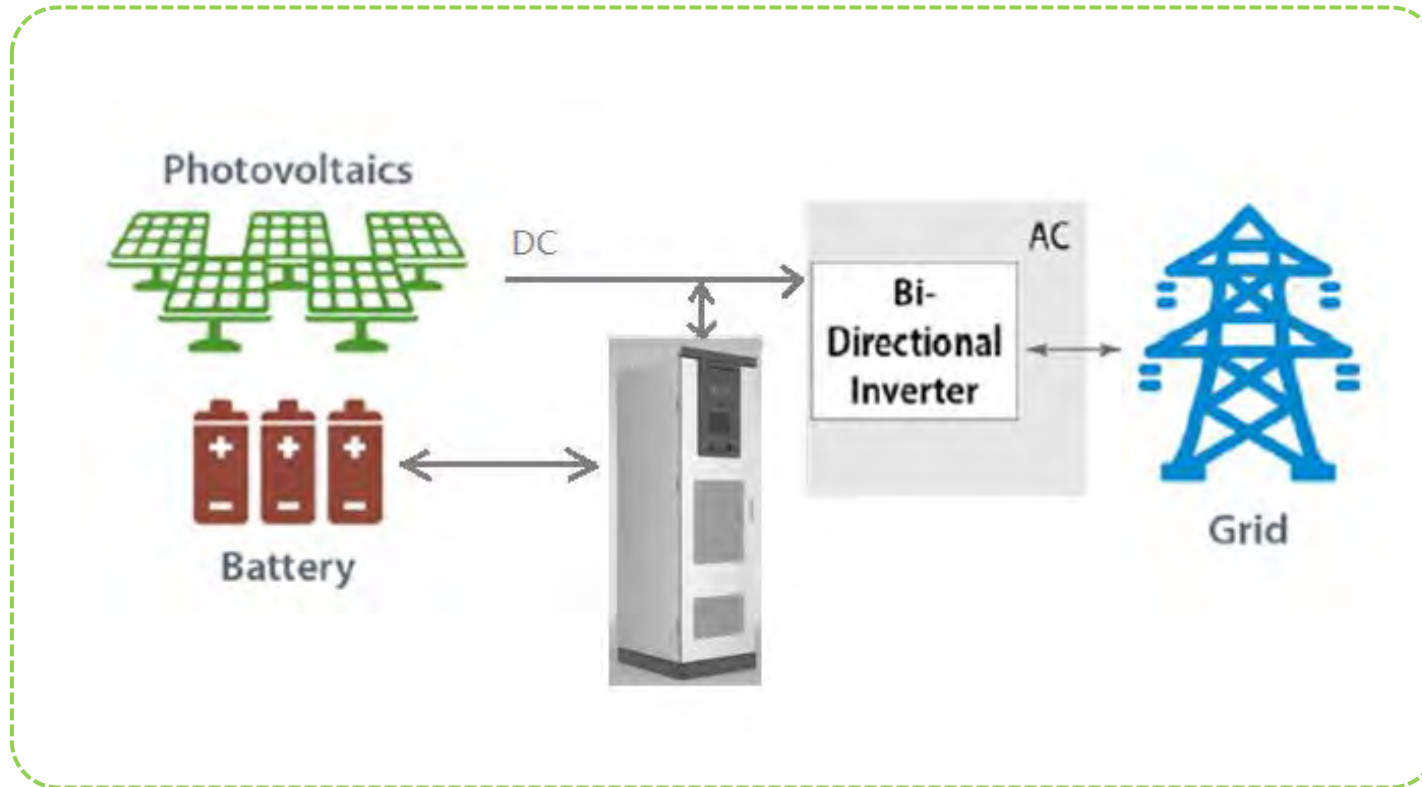 Photovoltaics
DC
AC
Bi-
Directional
Inverter
Battery
Grid